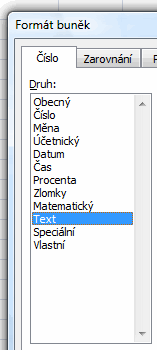 Formát buněk
Číslo Zarovnání
Druh:
Obecný
Číslo
Měna
Účetnický
Datum
Čas
Procenta
Zlomky
Matematický
Text
Speciální
Vlastní